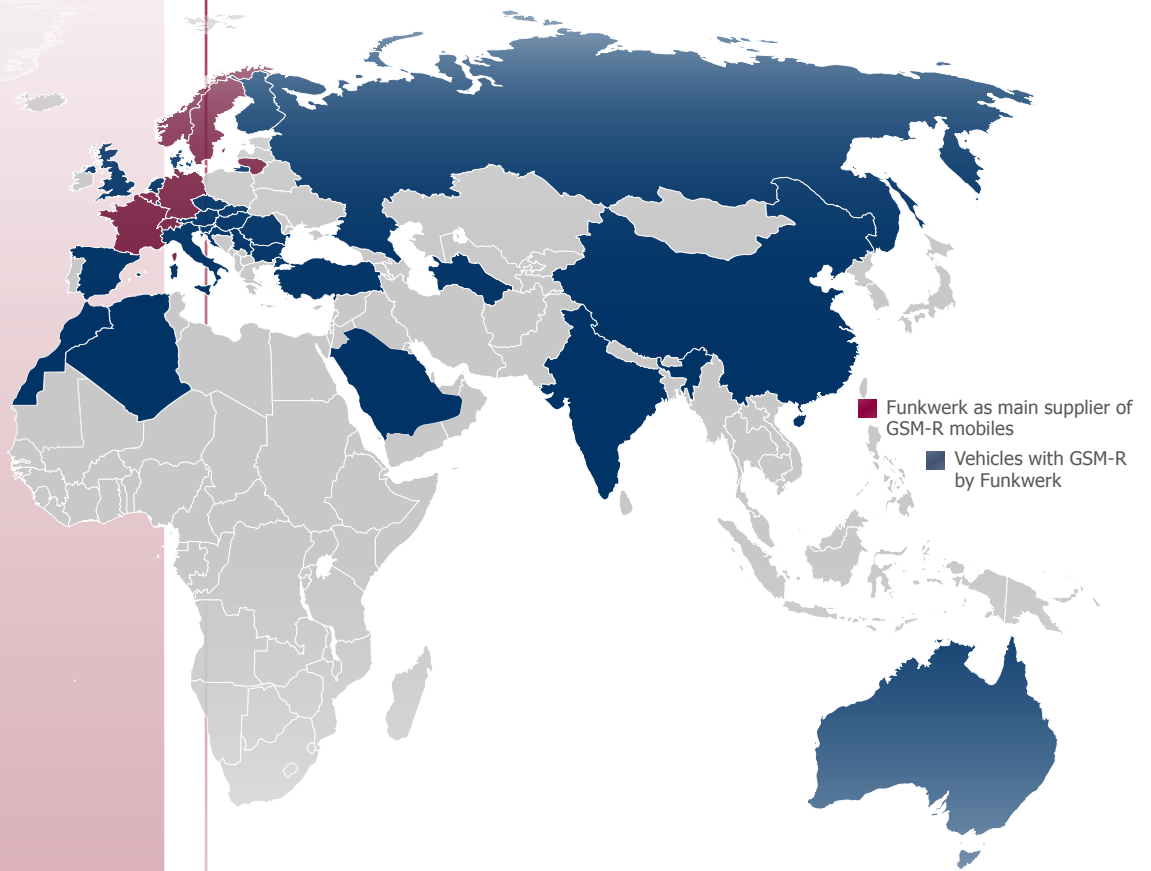 Funkwerk as main supplier of
GSM-R mobiles
Vehicles with GSM-R
by Funkwerk